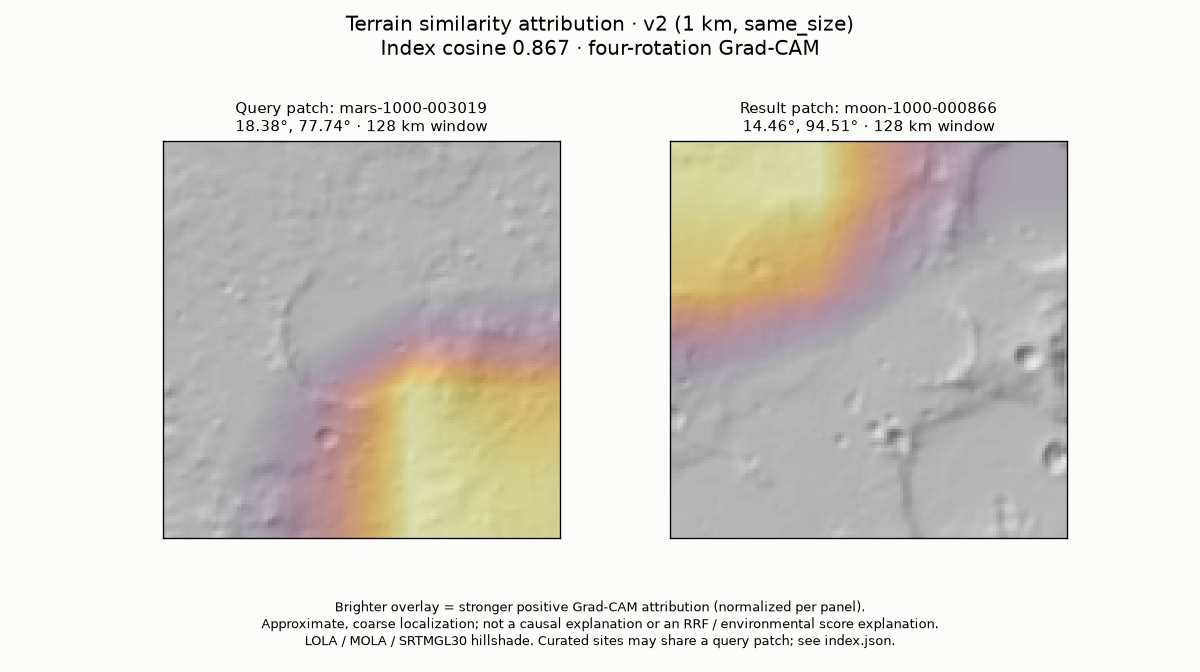 Terrain similarity attribution · v2 (1 km, same_size)
Index cosine 0.867 · four-rotation Grad-CAM
Query patch: mars-1000-003019
18.38°, 77.74° · 128 km window
Result patch: moon-1000-000866
14.46°, 94.51° · 128 km window
Brighter overlay = stronger positive Grad-CAM attribution (normalized per panel).
Approximate, coarse localization; not a causal explanation or an RRF / environmental score explanation.
LOLA / MOLA / SRTMGL30 hillshade. Curated sites may share a query patch; see index.json.